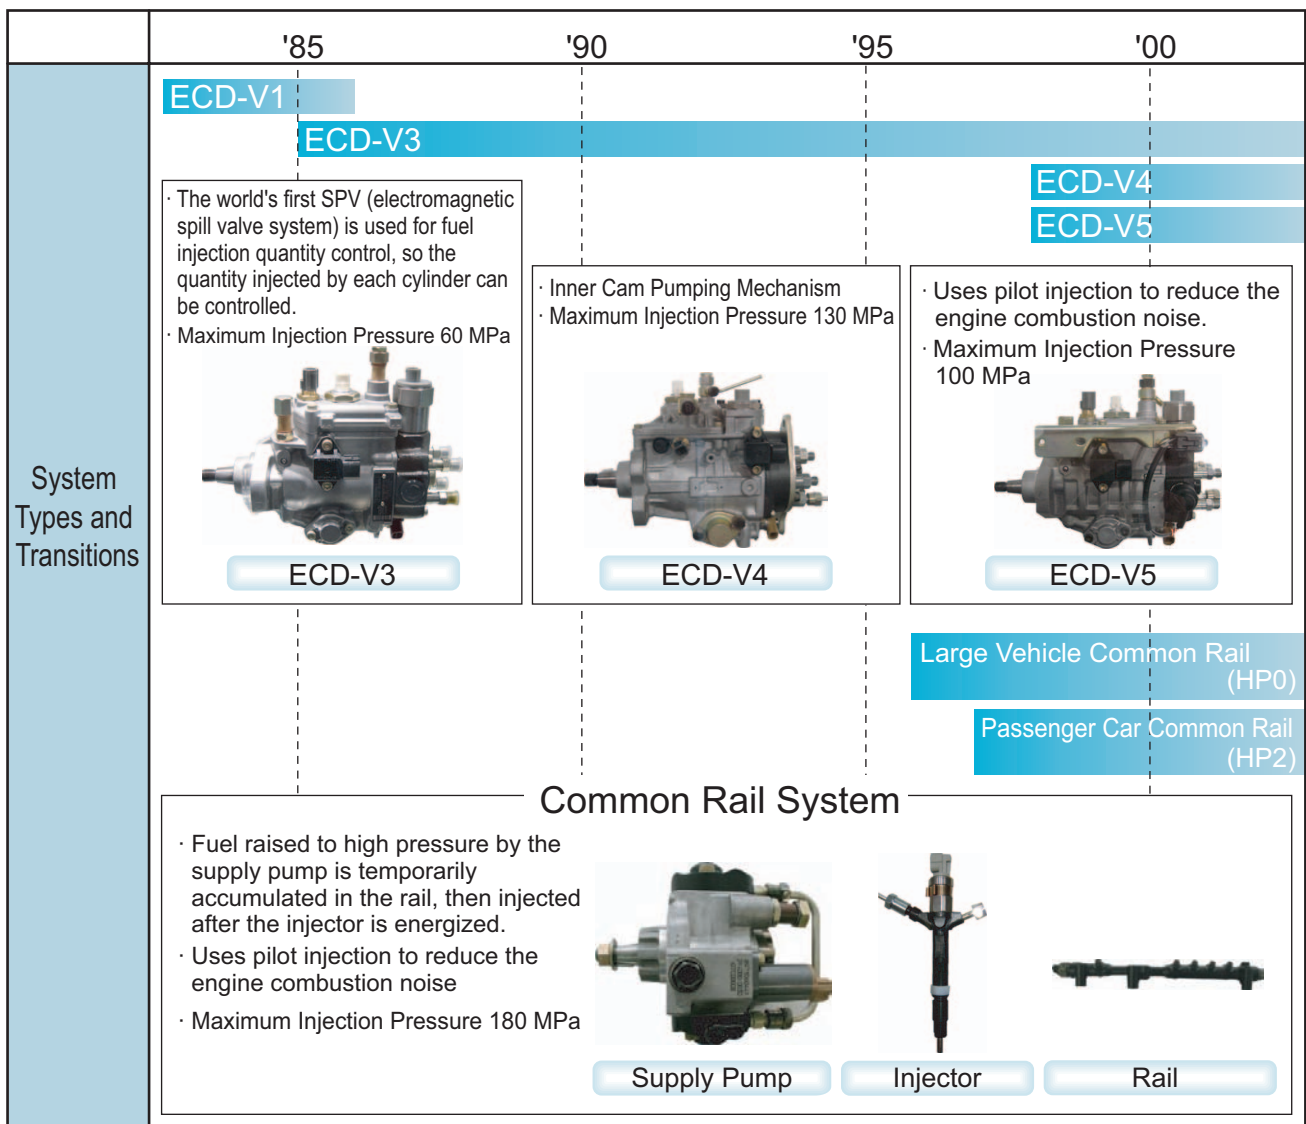 '85
'90
'95
'00
System
Types and
Transitions
ECD-V1
ECD-V3
ECD-V4
ECD-V5
· The world's first SPV (electromagnetic
spill valve system) is used for fuel
injection quantity control, so the
quantity injected by each cylinder can
be controlled.
· Maximum Injection Pressure 60 MPa
ECD-V3
· Inner Cam Pumping Mechanism
· Maximum Injection Pressure 130 MPa
ECD-V4
· Uses pilot injection to reduce the
engine combustion noise.
· Maximum Injection Pressure
100 MPa
ECD-V5
Large Vehicle Common Rail
(HP0)
Passenger Car Common Rail
(HP2)
Common Rail System
· Fuel raised to high pressure by the
supply pump is temporarily
accumulated in the rail, then injected
after the injector is energized.
· Uses pilot injection to reduce the
engine combustion noise
· Maximum Injection Pressure 180 MPa
Supply Pump
Injector
Rail